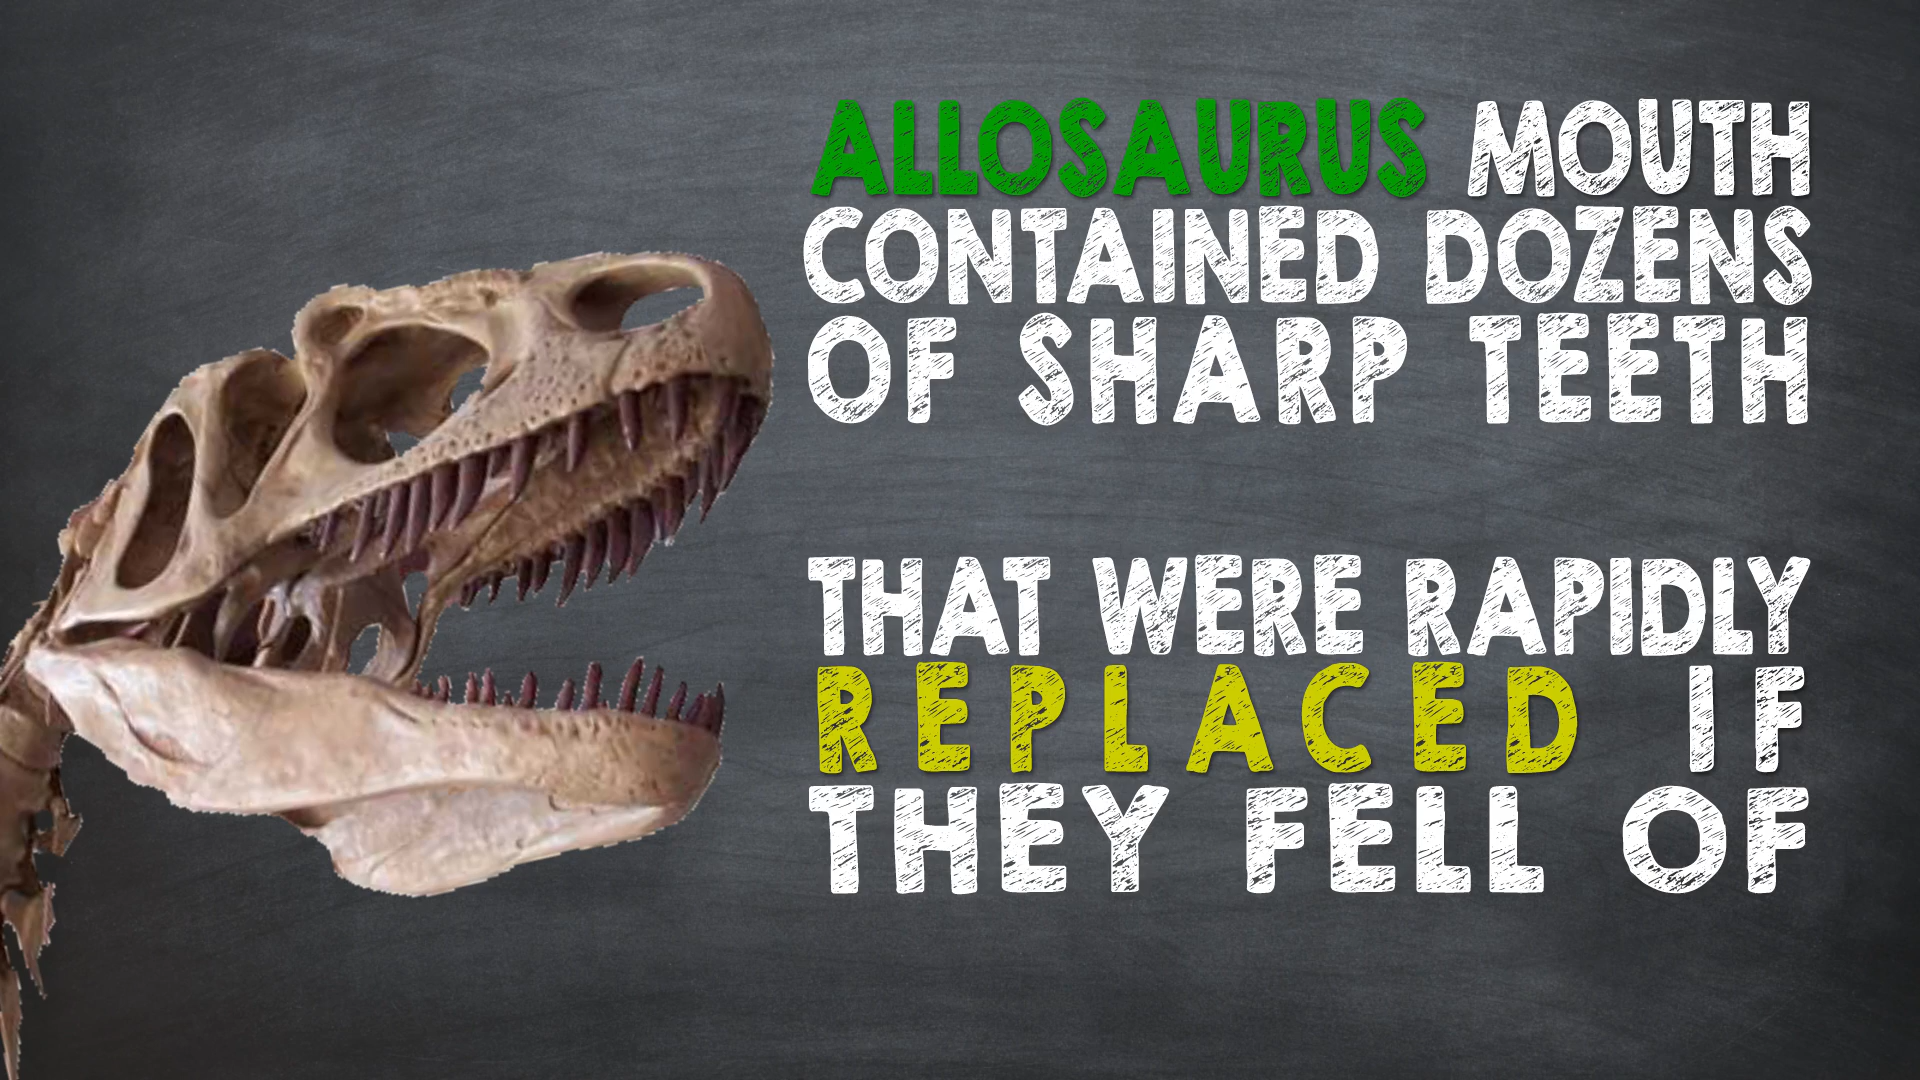 ALLOSAURUS MOUTH
CONTAINED DOZENS
OF SHARP TEETH
THAT WERE RAPIDLY
REPLACED IF
THEY FELL OF